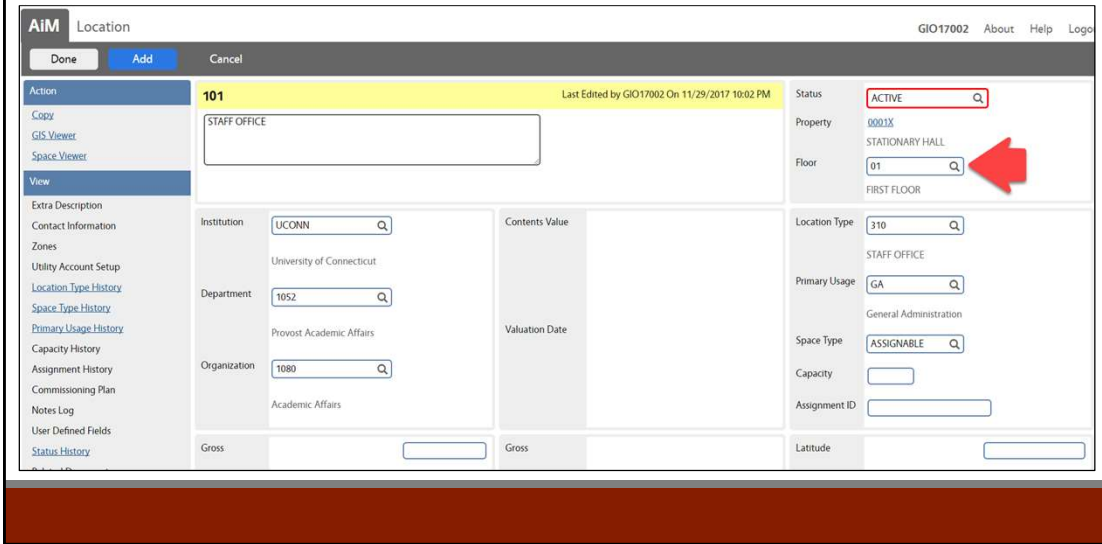 AiM Location
GIO17002 About Help Logo
Done Add Cancel
Action
Copy
GIS Viewer
Space Viewer
View
Extra Description
Contact Information
Zones
Utility Account Setup
Location Type History
Space Type History
Primary Usage History
Capacity History
Assignment History
Commissioning Plan
Notes Log
User Defined Fields
Status History
101
Last Edited by GIO17002 On 11/29/2017 10:02 PM
STAFF OFFICE
Status ACTIVE
Property 0001X
STATIONARY HALL
Floor 01
FIRST FLOOR
Institution UCONN
University of Connecticut
Department 1052
Provost Academic Affairs
Organization 1080
Academic Affairs
Contents Value
Valuation Date
Location Type 310
STAFF OFFICE
Primary Usage GA
General Administration
Space Type ASSIGNABLE
Capacity
Assignment ID
Gross
Gross
Latitude